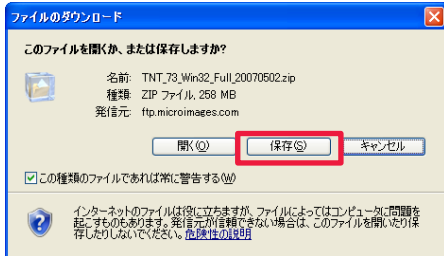 ファイルのダウンロード
このファイルを開くか、または保存しますか?
名前: TNT_73_Win32_Full_20070502.zip
種類: ZIP ファイル, 258 MB
発信元: ftp.microimages.com
開く(O) 保存(S) キャンセル
この種類のファイルであれば常に警告する(W)
インターネットのファイルは役に立ちますが、ファイルによってはコンピュータに問題を
起こすものもあります。発信元が信頼できない場合は、このファイルを開いたり保
存したりしないでください。危険性の説明